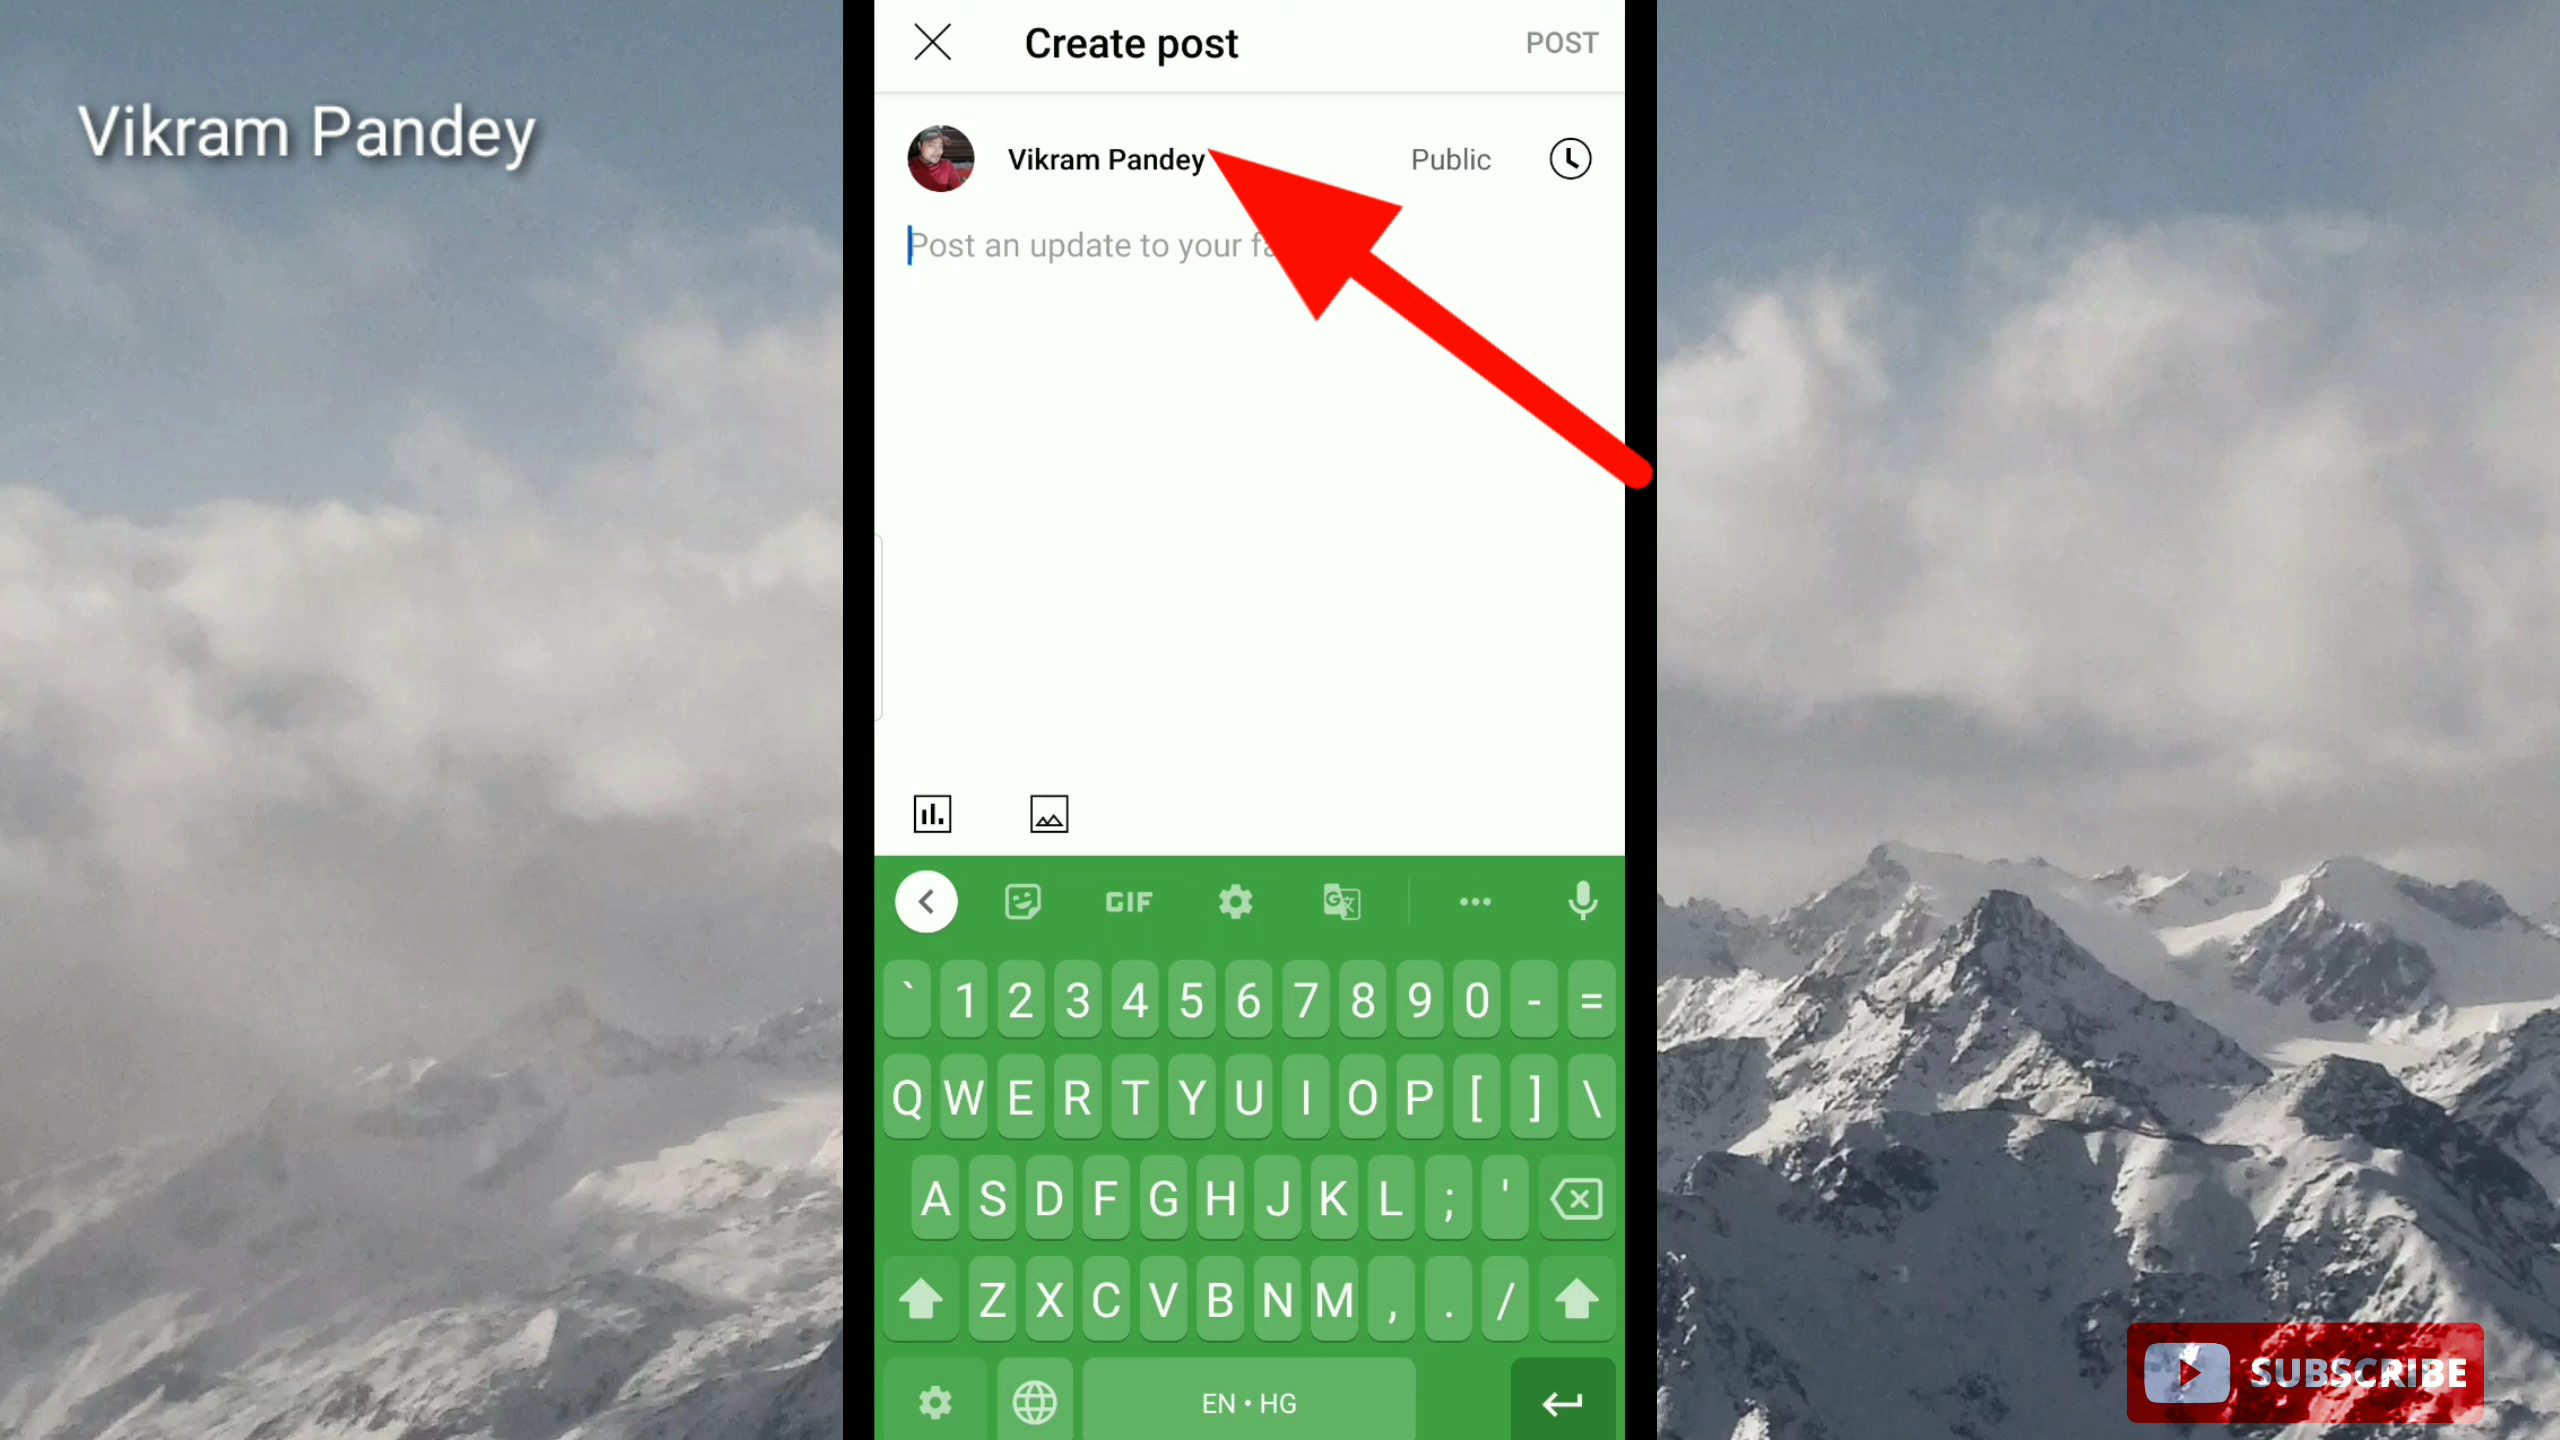 Vikram Pandey
Create post
POST
Vikram Pandey
Public
Post an update to your fa
GIF
G
` 1 2 3 4 5 6 7 8 9 0 - =
Q W E R T Y U I O P [ ] \
A S D F G H J K L ; '
Z X C V B N M , . /
EN • HG
SUBSCRIBE